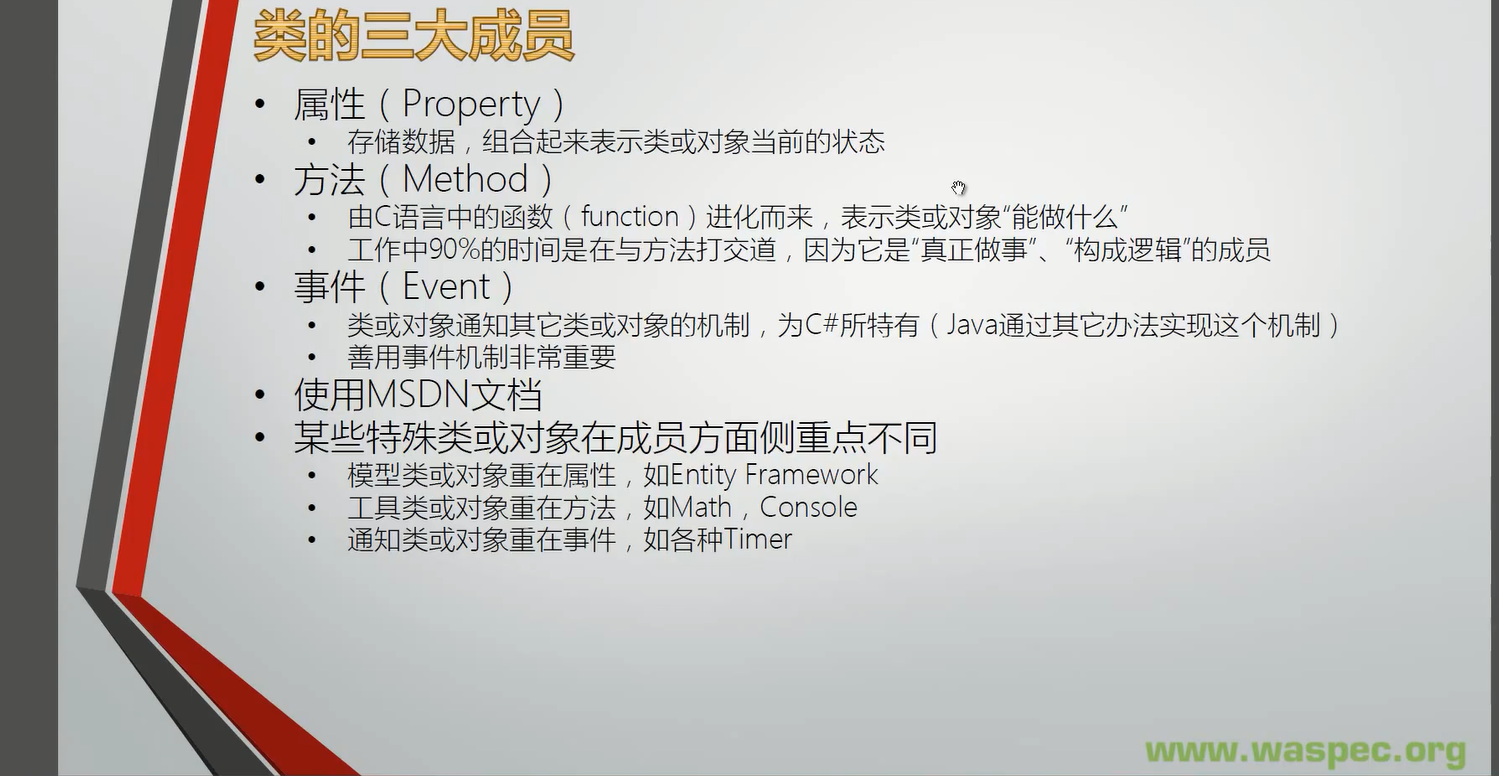 类的三大成员
• 属性（Property）
• 存储数据，组合起来表示类或对象当前的状态
• 方法（Method）
• 由C语言中的函数（function）进化而来，表示类或对象“能做什么”
• 工作中90%的时间是在与方法打交道，因为它是“真正做事”、“构成逻辑”的成员
• 事件（Event）
• 类或对象通知其它类或对象的机制，为C#所特有（Java通过其它办法实现这个机制）
• 善用事件机制非常重要
• 使用MSDN文档
• 某些特殊类或对象在成员方面侧重点不同
• 模型类或对象重在属性，如Entity Framework
• 工具类或对象重在方法，如Math，Console
• 通知类或对象重在事件，如各种Timer
www.waspec.org